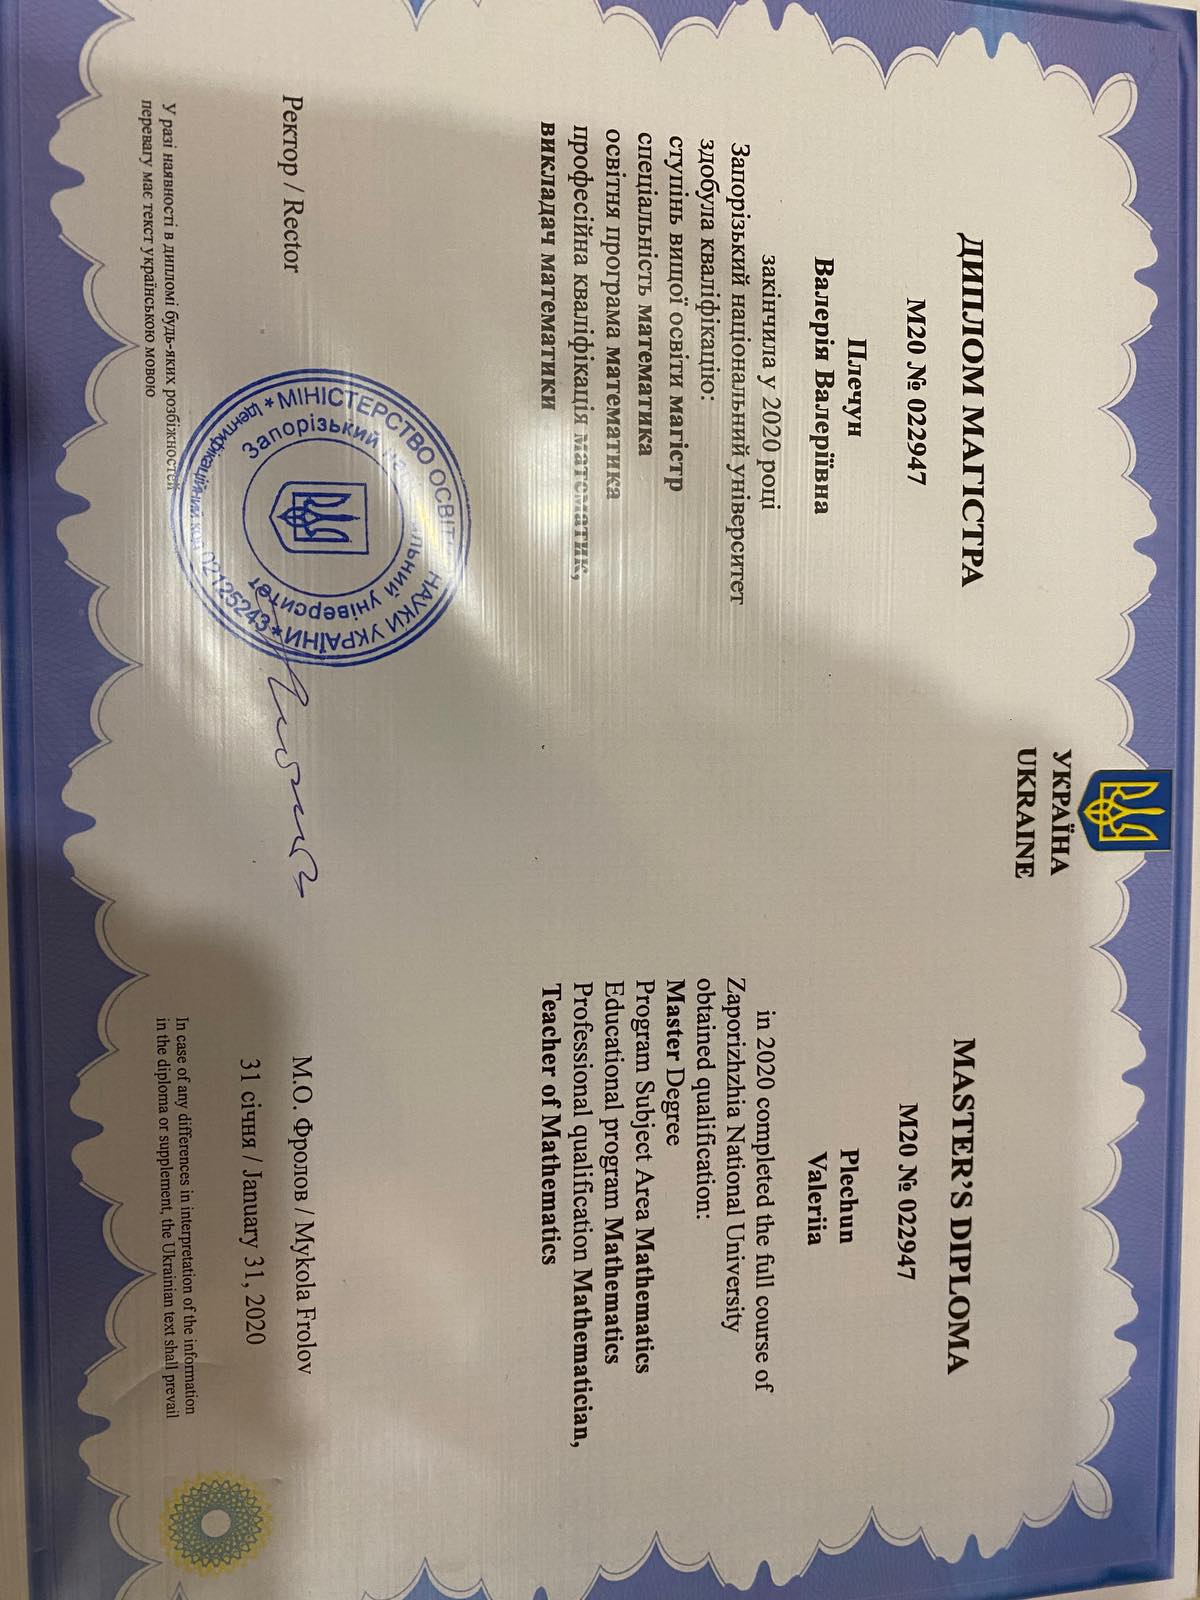 УКРАЇНА
UKRAINE
ДИПЛОМ МАГІСТРА
М20 № 022947
Плечун
Валерія Валеріївна
закінчила у 2020 році
Запорізький національний університет
здобула кваліфікацію:
ступінь вищої освіти магістр
спеціальність математика
освітня програма математика
професійна кваліфікація математик,
викладач математики
Ректор / Rector
У разі наявності в дипломі будь-яких розбіжностей
перевагу має текст українською мовою
* МІНІСТЕРСТВО ОСВІТИ НАУКИ УКРАЇНИ *
Ідентифікаційний код 02125243
Запорізький національний університет
MASTER'S DIPLOMA
М20 № 022947
Plechun
Valeriia
in 2020 completed the full course of
Zaporizhzhia National University
obtained qualification:
Master Degree
Program Subject Area Mathematics
Educational program Mathematics
Professional qualification Mathematician,
Teacher of Mathematics
М.О. Фролов / Mykola Frolov
31 січня / January 31, 2020
In case of any differences in interpretation of the information
in the diploma or supplement, the Ukrainian text shall prevail